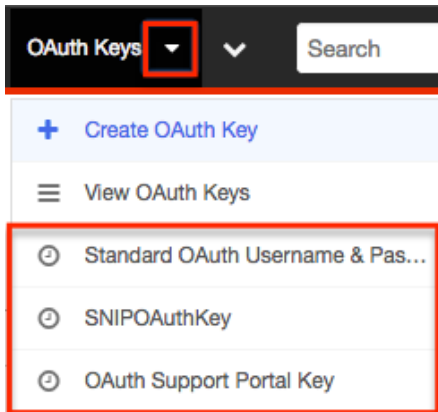 OAuth Keys Search
Create OAuth Key
View OAuth Keys
Standard OAuth Username & Pas...
SNIPOAuthKey
OAuth Support Portal Key